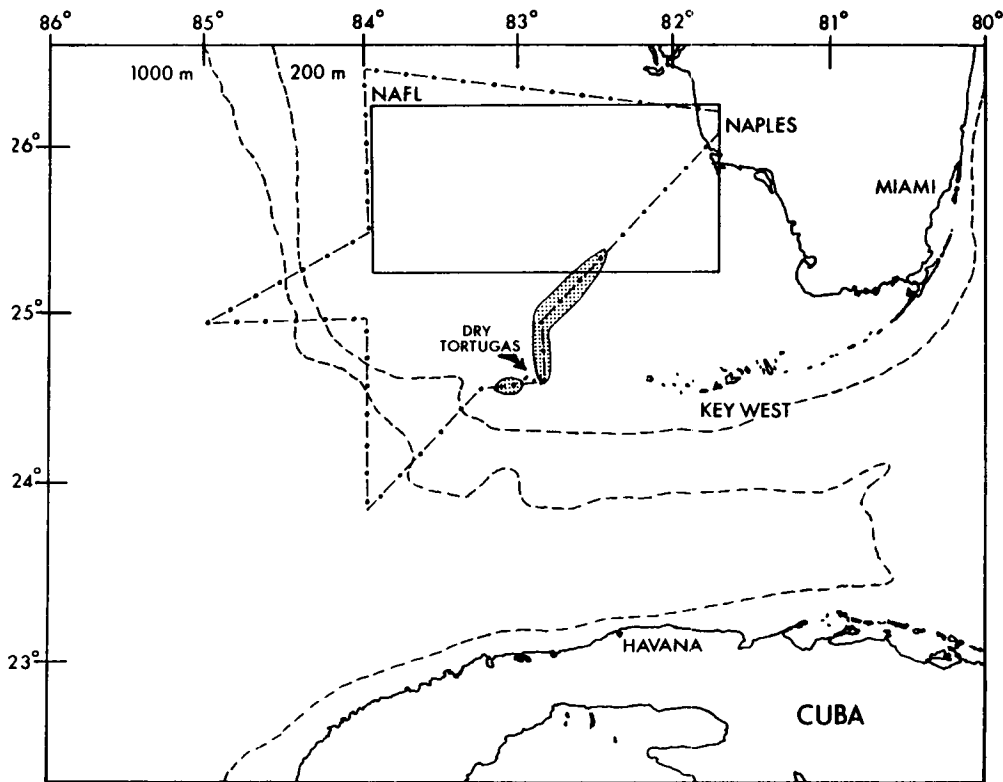 86° 85° 84° 83° 82° 81° 80°
1000 m 200 m
NAFL
NAPLES
26°
MIAMI
25°
DRY
TORTUGAS
KEY WEST
24°
HAVANA
23°
CUBA